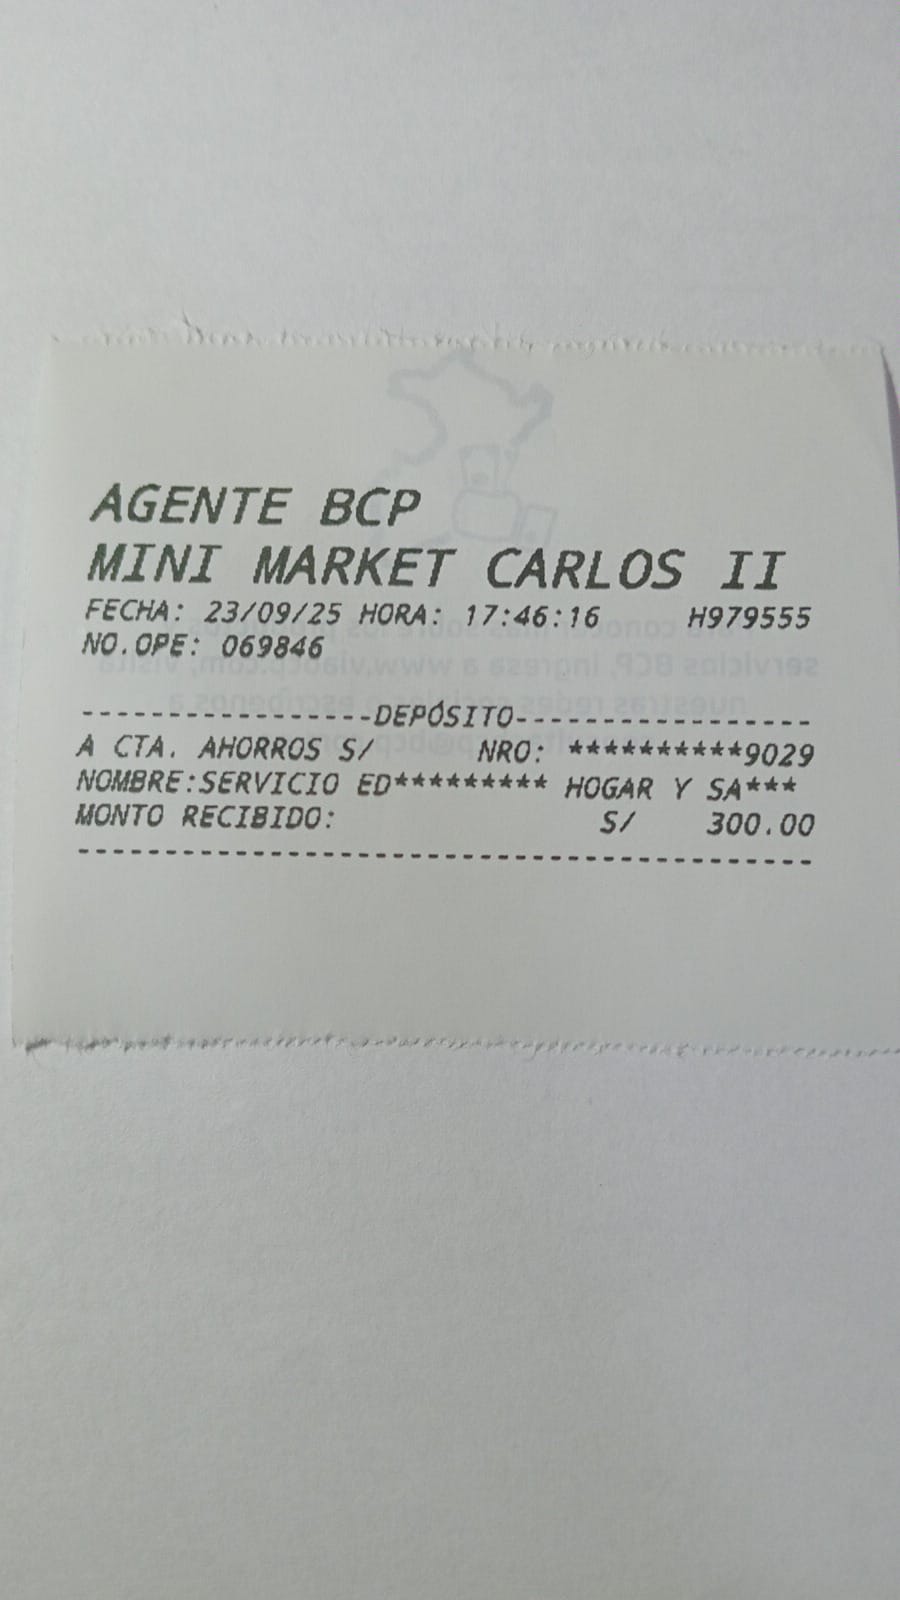 AGENTE BCP
MINI MARKET CARLOS II
FECHA: 23/09/25 HORA: 17:46:16 H979555
NO.OPE: 069846
------------------DEPÓSITO------------------
A CTA. AHORROS S/ NRO: **********9029
NOMBRE:SERVICIO ED********* HOGAR Y SA***
MONTO RECIBIDO: S/ 300.00
------------------------------------------